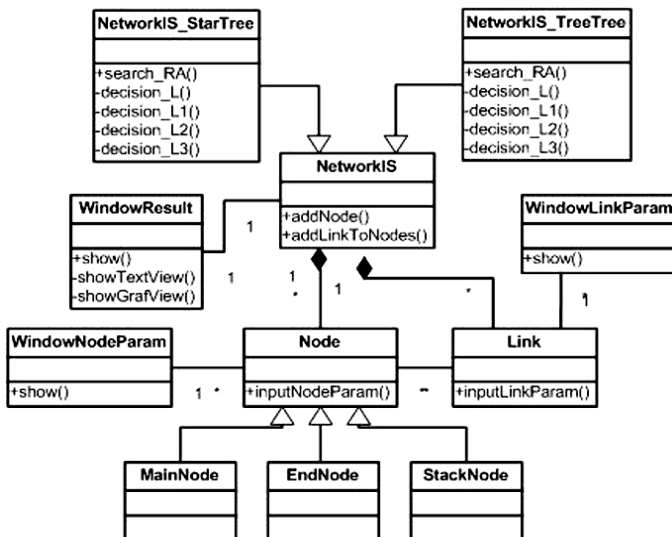 NetworkIS_StarTree
+search_RA()
-decision_L()
-decision_L1()
-decision_L2()
-decision_L3()
NetworkIS_TreeTree
+search_RA()
-decision_L()
-decision_L1()
-decision_L2()
-decision_L3()
NetworkIS
+addNode()
+addLinkToNodes()
WindowResult
+show()
-showTextView()
-showGrafView()
1
1
WindowLinkParam
+show()
1
*
1
*
WindowNodeParam
+show()
1 *
Node
+inputNodeParam()
Link
+inputLinkParam()
MainNode
EndNode
StackNode